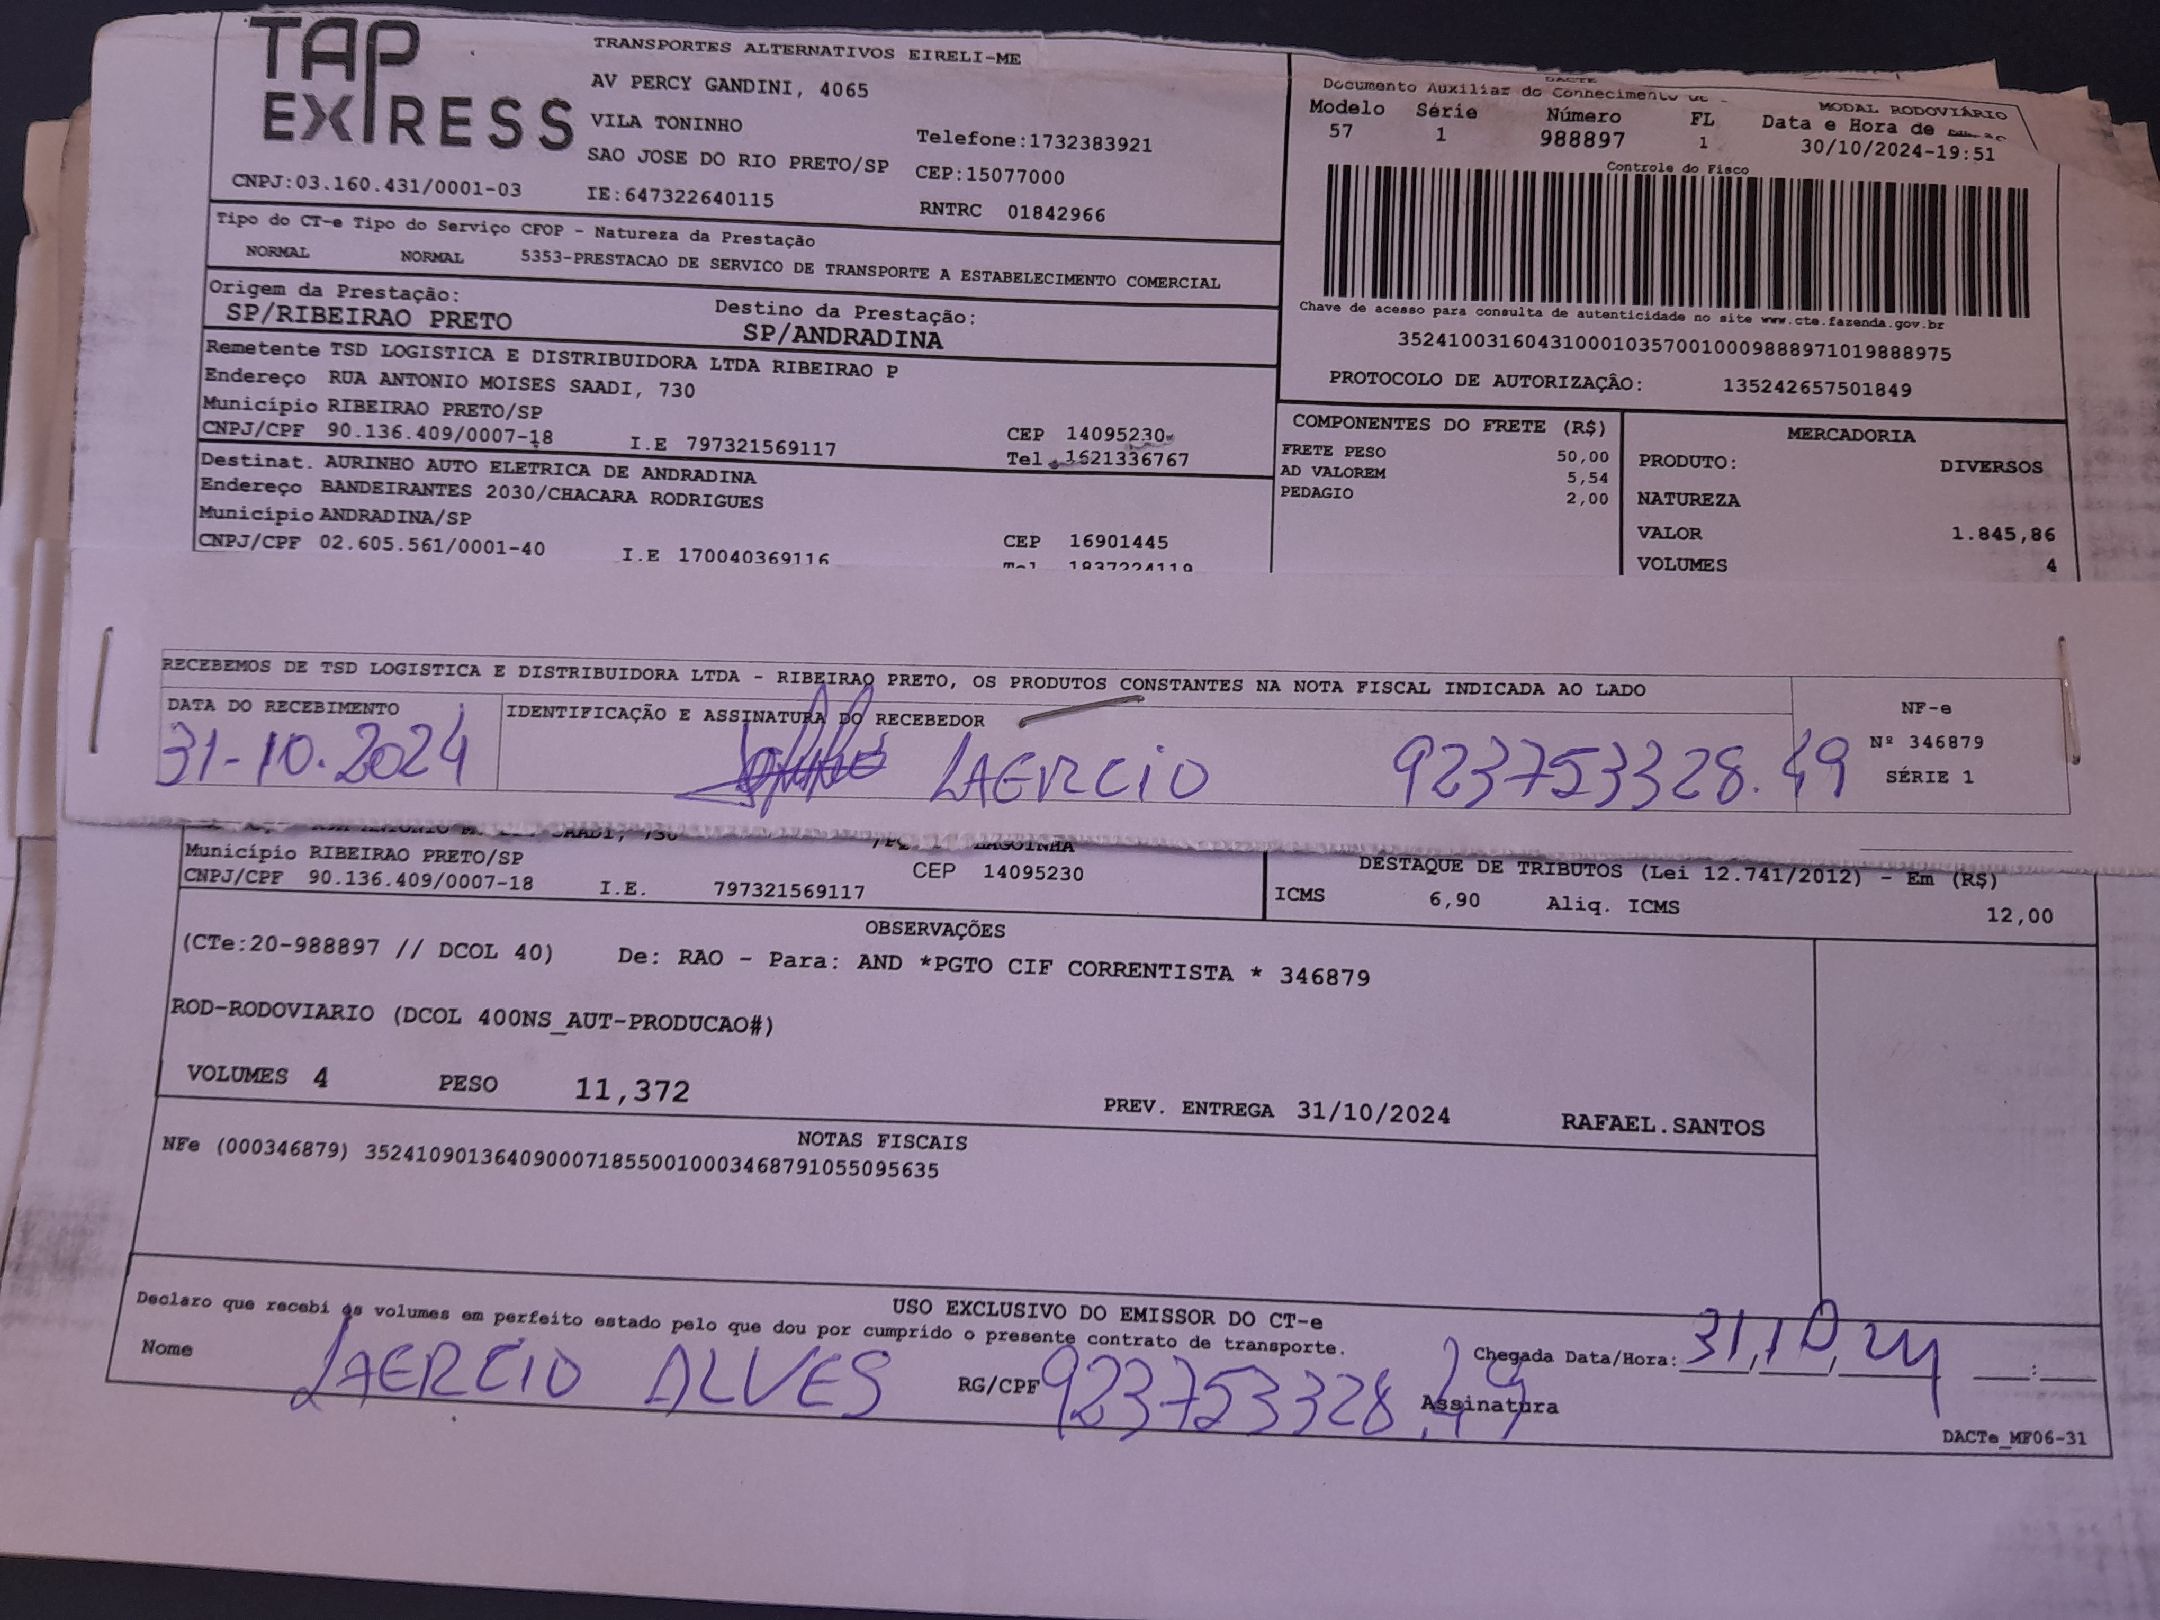 TAP EXPRESS
TRANSPORTES ALTERNATIVOS EIRELI-ME
AV PERCY GANDINI, 4065
VILA TONINHO Telefone:1732383921
SAO JOSE DO RIO PRETO/SP CEP:15077000
CNPJ:03.160.431/0001-03 IE:647322640115 RNTRC 01842966
DACTE
Documento Auxiliar do Conhecimento de
MODAL RODOVIÁRIO
Modelo Série Número FL Data e Hora de
57 1 988897 1 30/10/2024-19:51
Controle do Fisco
Chave de acesso para consulta de autenticidade no site www.cte.fazenda.gov.br
35241003160431000103570010009888971019888975
PROTOCOLO DE AUTORIZAÇÃO: 135242657501849
Tipo do CT-e Tipo do Serviço CFOP - Natureza da Prestação
NORMAL NORMAL 5353-PRESTACAO DE SERVICO DE TRANSPORTE A ESTABELECIMENTO COMERCIAL
Origem da Prestação: Destino da Prestação:
SP/RIBEIRAO PRETO SP/ANDRADINA
Remetente TSD LOGISTICA E DISTRIBUIDORA LTDA RIBEIRAO P
Endereço RUA ANTONIO MOISES SAADI, 730
Município RIBEIRAO PRETO/SP CEP 14095230
CNPJ/CPF 90.136.409/0007-18 I.E 797321569117 Tel 1621336767
Destinat. AURINHO AUTO ELETRICA DE ANDRADINA
Endereço BANDEIRANTES 2030/CHACARA RODRIGUES
Município ANDRADINA/SP CEP 16901445
CNPJ/CPF 02.605.561/0001-40 I.E 170040369116 Tel 1837224119
COMPONENTES DO FRETE (R$)
FRETE PESO 50,00
AD VALOREM 5,54
PEDAGIO 2,00
MERCADORIA
PRODUTO: DIVERSOS
NATUREZA
VALOR 1.845,86
VOLUMES 4
RECEBEMOS DE TSD LOGISTICA E DISTRIBUIDORA LTDA - RIBEIRAO PRETO, OS PRODUTOS CONSTANTES NA NOTA FISCAL INDICADA AO LADO
DATA DO RECEBIMENTO IDENTIFICAÇÃO E ASSINATURA DO RECEBEDOR
31-10.2024 LAERCIO 923753328.49
NF-e
Nº 346879
SÉRIE 1
SAADI, 730 LAGOINHA
Município RIBEIRAO PRETO/SP CEP 14095230
CNPJ/CPF 90.136.409/0007-18 I.E. 797321569117
DESTAQUE DE TRIBUTOS (Lei 12.741/2012) - Em (R$)
ICMS 6,90 Aliq. ICMS 12,00
OBSERVAÇÕES
(CTe:20-988897 // DCOL 40) De: RAO - Para: AND *PGTO CIF CORRENTISTA * 346879
ROD-RODOVIARIO (DCOL 400NS_AUT-PRODUCAO#)
VOLUMES 4 PESO 11,372 PREV. ENTREGA 31/10/2024 RAFAEL.SANTOS
NOTAS FISCAIS
NFe (000346879) 35241090136409000718550010003468791055095635
USO EXCLUSIVO DO EMISSOR DO CT-e
Declaro que recebi os volumes em perfeito estado pelo que dou por cumprido o presente contrato de transporte.
Nome LAERCIO ALVES RG/CPF 923753328.49 Assinatura
Chegada Data/Hora: 31,10,24 :
DACTe_MF06-31